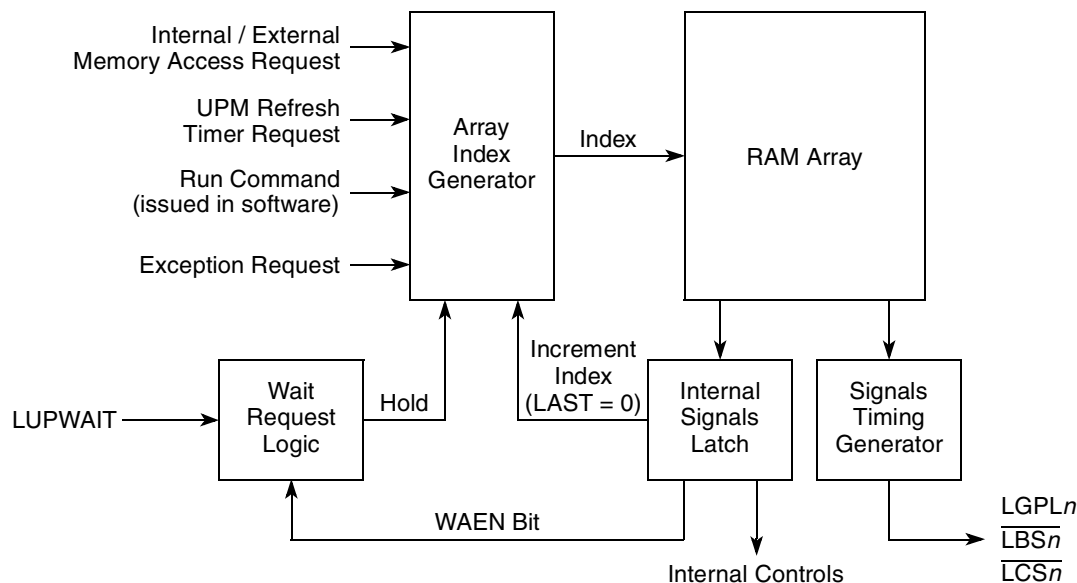 Internal / External
Memory Access Request
UPM Refresh
Timer Request
Run Command
(issued in software)
Exception Request
Array
Index
Generator
Index
RAM Array
LUPWAIT
Wait
Request
Logic
Hold
Increment
Index
(LAST = 0)
Internal
Signals
Latch
Signals
Timing
Generator
WAEN Bit
Internal Controls
LGPLn
LBSn
LCSn